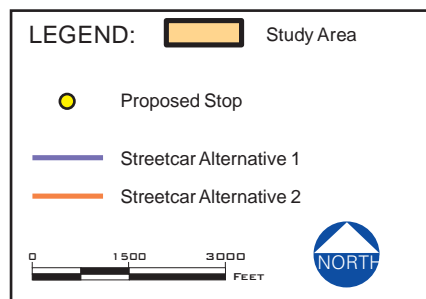 LEGEND: Study Area
Proposed Stop
Streetcar Alternative 1
Streetcar Alternative 2
0 1500 3000
FEET
NORTH